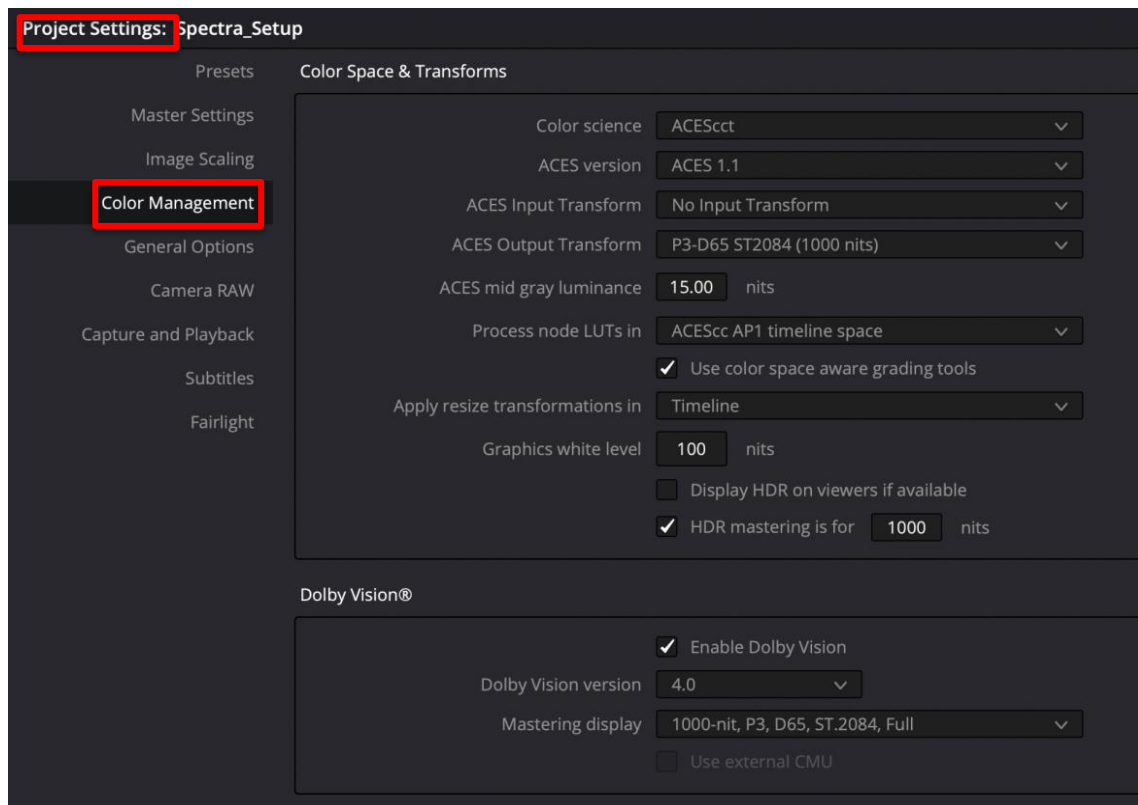 Project Settings: Spectra_Setup
Presets
Master Settings
Image Scaling
Color Management
General Options
Camera RAW
Capture and Playback
Subtitles
Fairlight
Color Space & Transforms
Color science ACEScct
ACES version ACES 1.1
ACES Input Transform No Input Transform
ACES Output Transform P3-D65 ST2084 (1000 nits)
ACES mid gray luminance 15.00 nits
Process node LUTs in ACEScc AP1 timeline space
Use color space aware grading tools
Apply resize transformations in Timeline
Graphics white level 100 nits
Display HDR on viewers if available
HDR mastering is for 1000 nits
Dolby Vision®
Enable Dolby Vision
Dolby Vision version 4.0
Mastering display 1000-nit, P3, D65, ST.2084, Full
Use external CMU